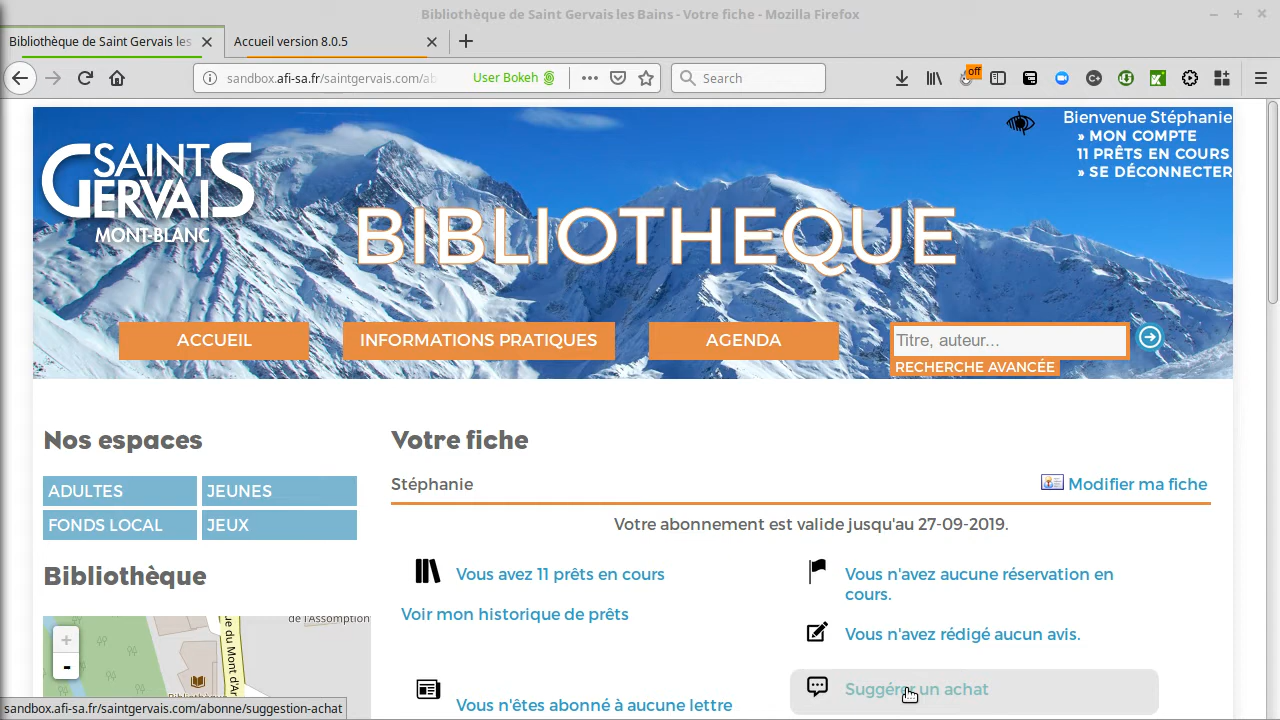 Bibliothèque de Saint Gervais les Bains - Votre fiche - Mozilla Firefox
Bibliothèque de Saint Gervais les
Accueil version 8.0.5
sandbox.afi-sa.fr/saintgervais.com/ab
User Bokeh
Search
off
Bienvenue Stéphanie
» MON COMPTE
11 PRÊTS EN COURS
» SE DÉCONNECTER
SAINT
GERVAIS
MONT-BLANC
BIBLIOTHEQUE
ACCUEIL
INFORMATIONS PRATIQUES
AGENDA
Titre, auteur...
RECHERCHE AVANCÉE
Nos espaces
ADULTES
JEUNES
FONDS LOCAL
JEUX
Bibliothèque
de l'Assomption
ue du Mont d'Ar
+
-
Votre fiche
Stéphanie
Modifier ma fiche
Votre abonnement est valide jusqu'au 27-09-2019.
Vous avez 11 prêts en cours
Voir mon historique de prêts
Vous n'avez aucune réservation en
cours.
Vous n'avez rédigé aucun avis.
Vous n'êtes abonné à aucune lettre
Suggérer un achat
sandbox.afi-sa.fr/saintgervais.com/abonne/suggestion-achat